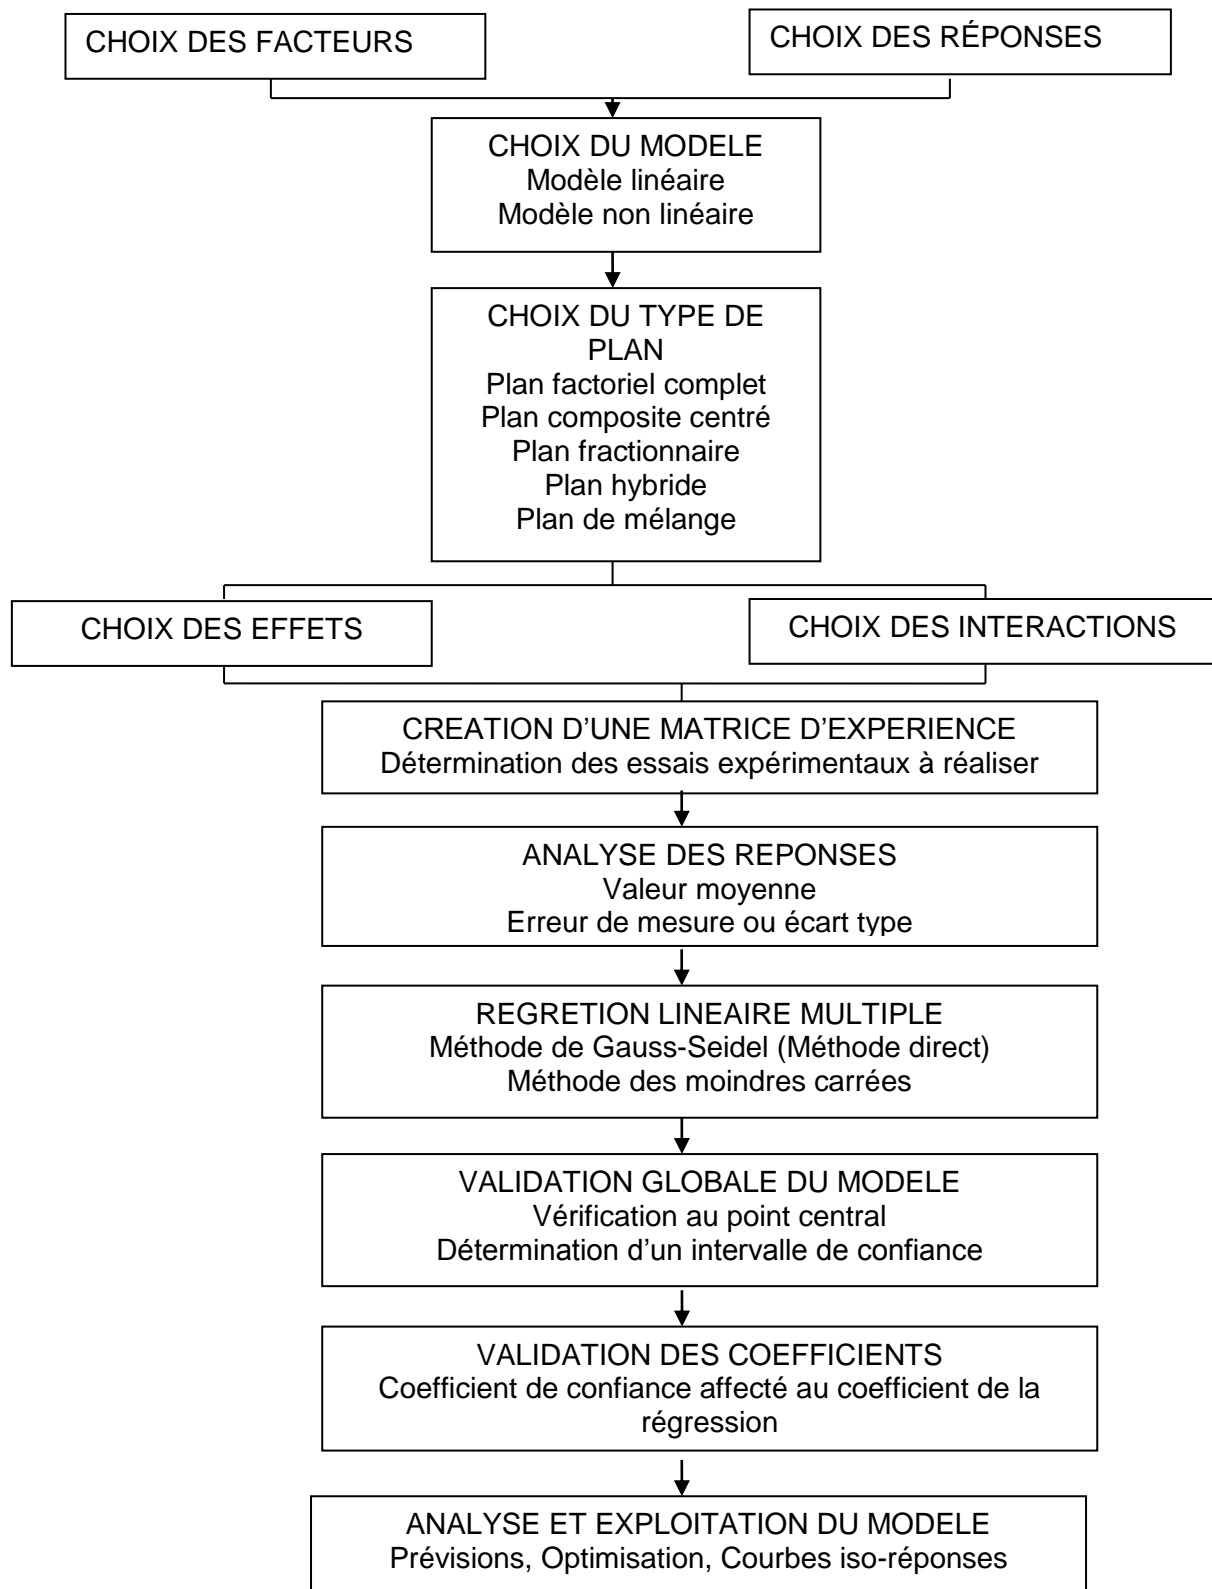 CHOIX DES FACTEURS
CHOIX DES RÉPONSES
CHOIX DU MODELE
Modèle linéaire
Modèle non linéaire
CHOIX DU TYPE DE
PLAN
Plan factoriel complet
Plan composite centré
Plan fractionnaire
Plan hybride
Plan de mélange
CHOIX DES EFFETS
CHOIX DES INTERACTIONS
CREATION D’UNE MATRICE D’EXPERIENCE
Détermination des essais expérimentaux à réaliser
ANALYSE DES REPONSES
Valeur moyenne
Erreur de mesure ou écart type
REGRETION LINEAIRE MULTIPLE
Méthode de Gauss-Seidel (Méthode direct)
Méthode des moindres carrées
VALIDATION GLOBALE DU MODELE
Vérification au point central
Détermination d’un intervalle de confiance
VALIDATION DES COEFFICIENTS
Coefficient de confiance affecté au coefficient de la
régression
ANALYSE ET EXPLOITATION DU MODELE
Prévisions, Optimisation, Courbes iso-réponses